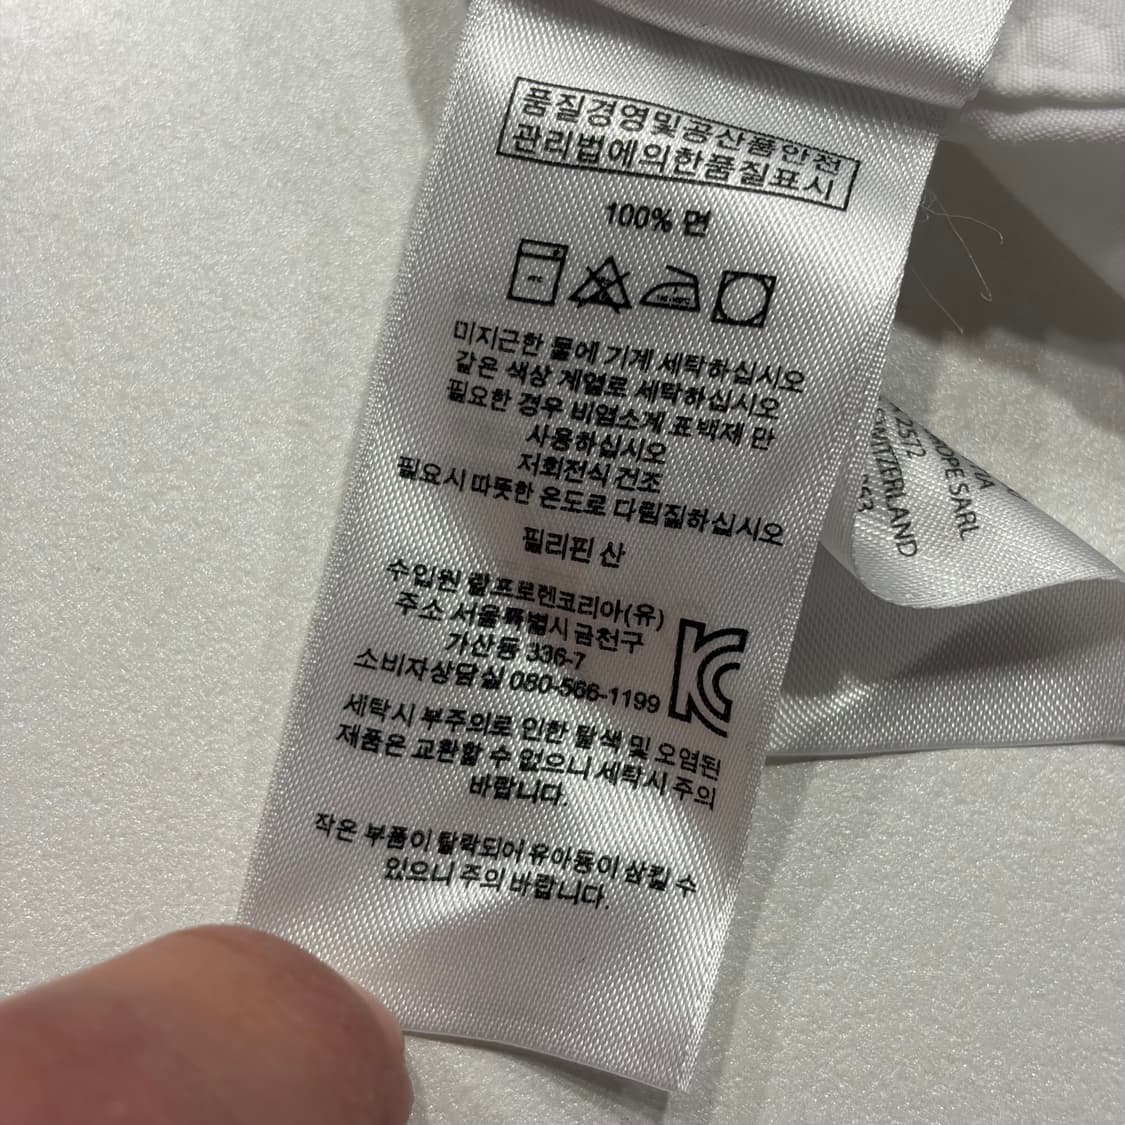 품질경영및공산품안전
관리법에의한품질표시
100% 면
미지근한 물에 기계 세탁하십시오
같은 색상 계열로 세탁하십시오
필요한 경우 비염소계 표백제 만
사용하십시오
저회전식 건조
필요시 따뜻한 온도로 다림질하십시오
필리핀 산
수입원 랄프로렌코리아(유)
주소 서울특별시 금천구
가산동 336-7
소비자상담실 080-566-1199
세탁시 부주의로 인한 탈색 및 오염된
제품은 교환할 수 없으니 세탁시 주의
바랍니다.
작은 부품이 탈락되어 유아동이 삼킬 수
있으니 주의 바랍니다.
OPE SARL
2572
SWITZERLAND